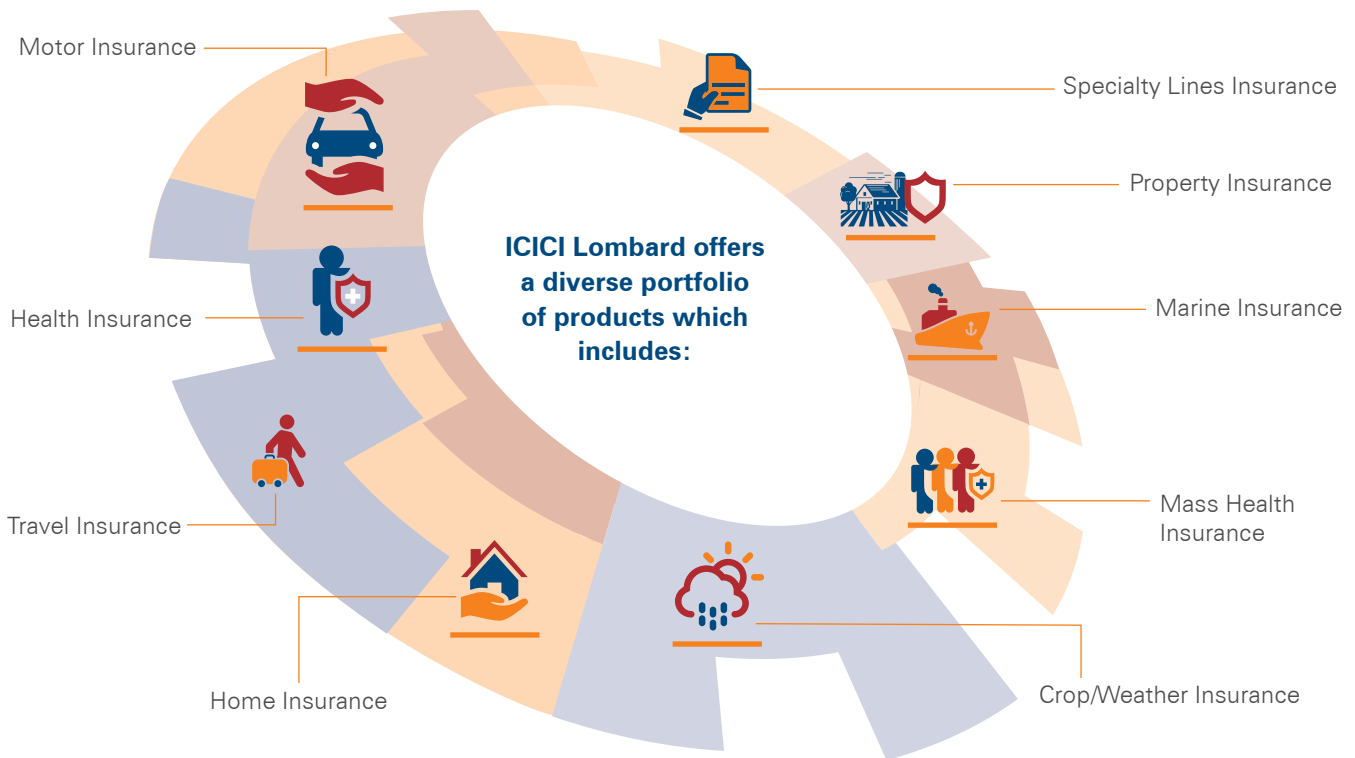 Motor Insurance
Specialty Lines Insurance
Property Insurance
ICICI Lombard offers
a diverse portfolio
of products which
includes:
Marine Insurance
Health Insurance
Mass Health
Insurance
Travel Insurance
Home Insurance
Crop/Weather Insurance